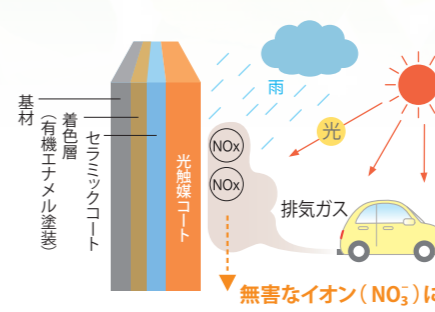 基材
着色層
（有機エナメル塗装）
セラミックコート
光触媒コート
NOx
NOx
雨
光
排気ガス
無害なイオン（NO₃⁻）に